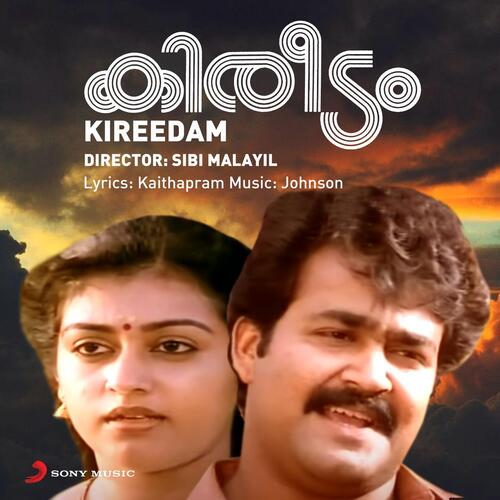 കിരീടം
KIREEDAM
DIRECTOR: SIBI MALAYIL
Lyrics: Kaithapram Music: Johnson
SONY MUSIC